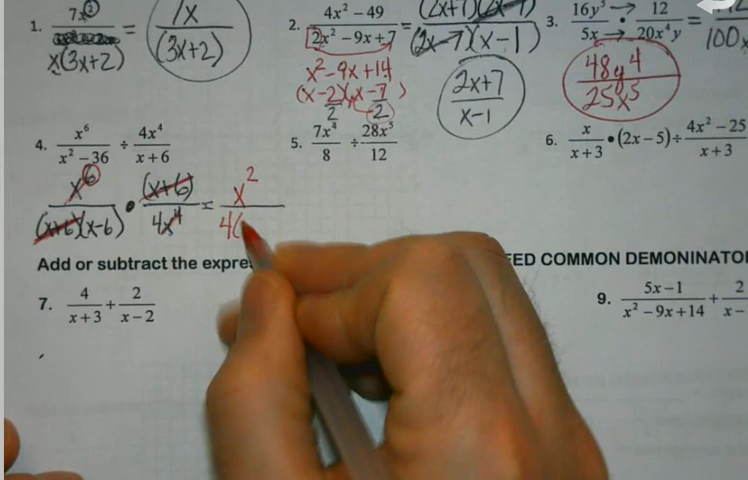 1. 7x② / = 7x / (3x+2)
x(3x+2)
2. 4x² − 49 / 2x² − 9x + 7 = (2x+7)(2x−7) / (2x−7)(x−1)
x² − 9x + 14
(x−2)(x−7)
2 2
2x+7 / x−1
3. 16y⁵ / 5x • 12 / 20x⁴y =
100x
48y⁴ / 25x⁵
4. x⁶ / x² − 36 ÷ 4x⁴ / x + 6
x⁶ / (x+6)(x−6) • (x+6) / 4x⁴ = x² / 4(
5. 7x⁴ / 8 ÷ 28x⁵ / 12
6. x / x + 3 • (2x − 5) ÷ 4x² − 25 / x + 3
Add or subtract the expre
EED COMMON DEMONINATO
7. 4 / x + 3 + 2 / x − 2
9. 5x − 1 / x² − 9x + 14 + 2 / x −